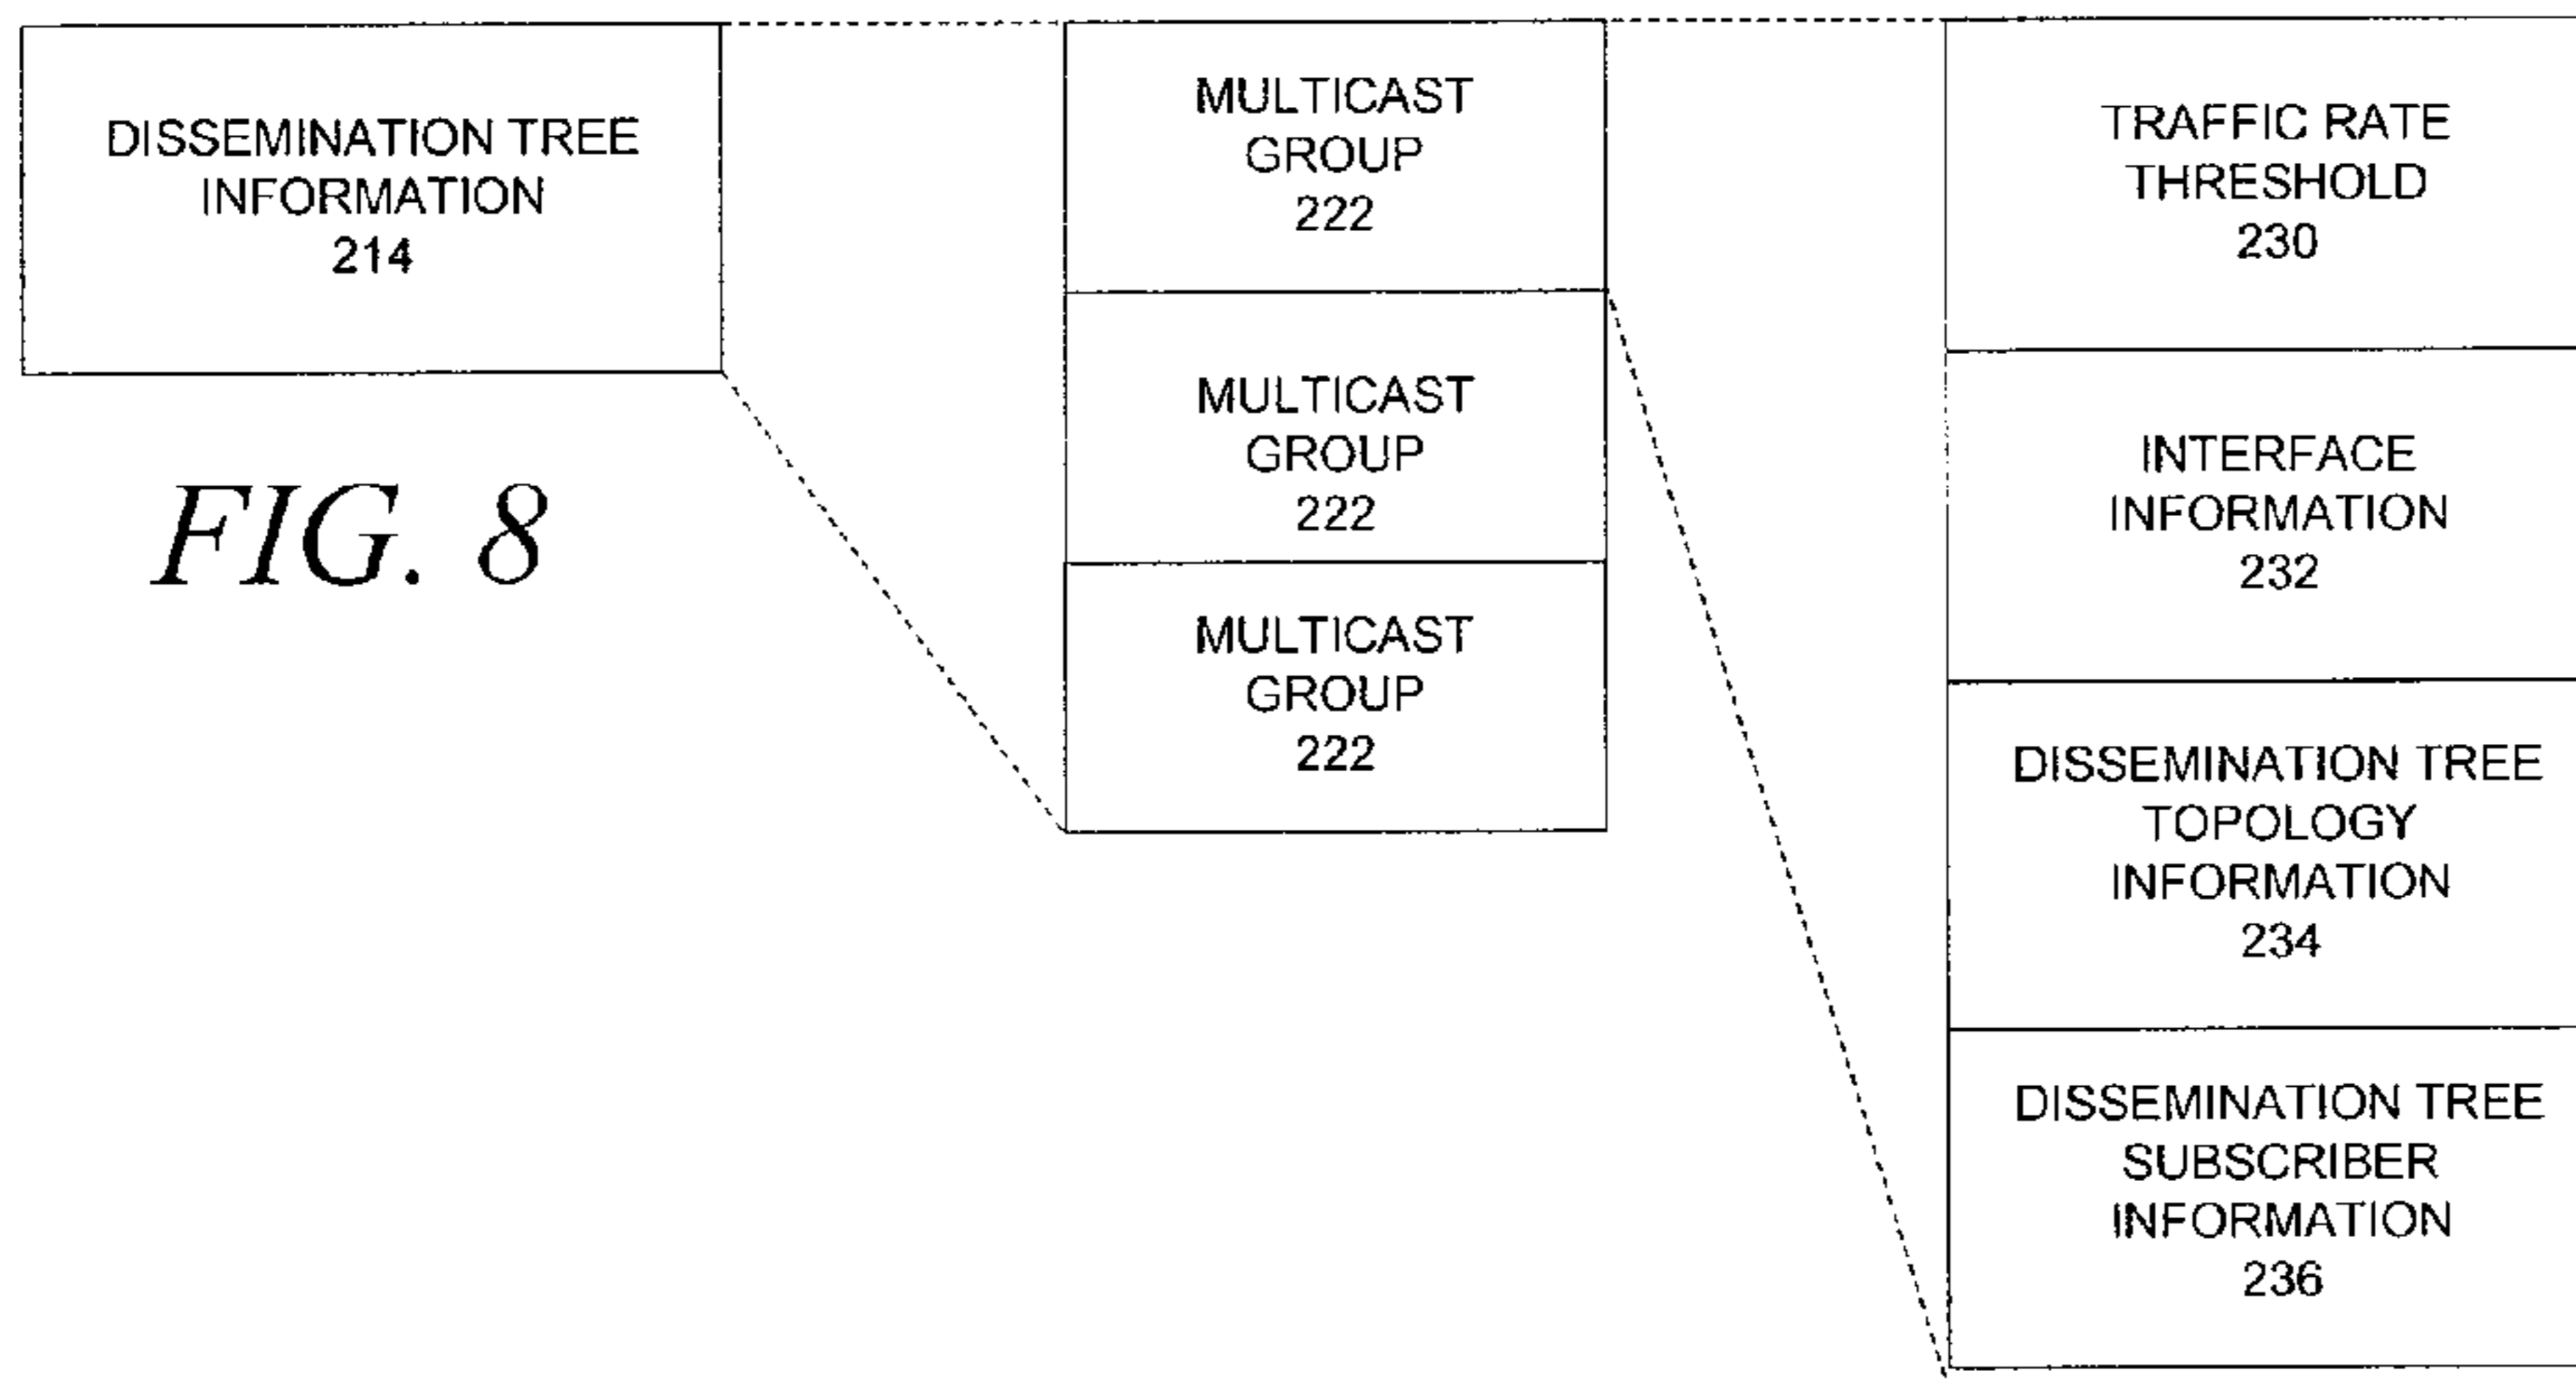 DISSEMINATION TREE
INFORMATION
214
FIG. 8
MULTICAST
GROUP
222
MULTICAST
GROUP
222
MULTICAST
GROUP
222
TRAFFIC RATE
THRESHOLD
230
INTERFACE
INFORMATION
232
DISSEMINATION TREE
TOPOLOGY
INFORMATION
234
DISSEMINATION TREE
SUBSCRIBER
INFORMATION
236